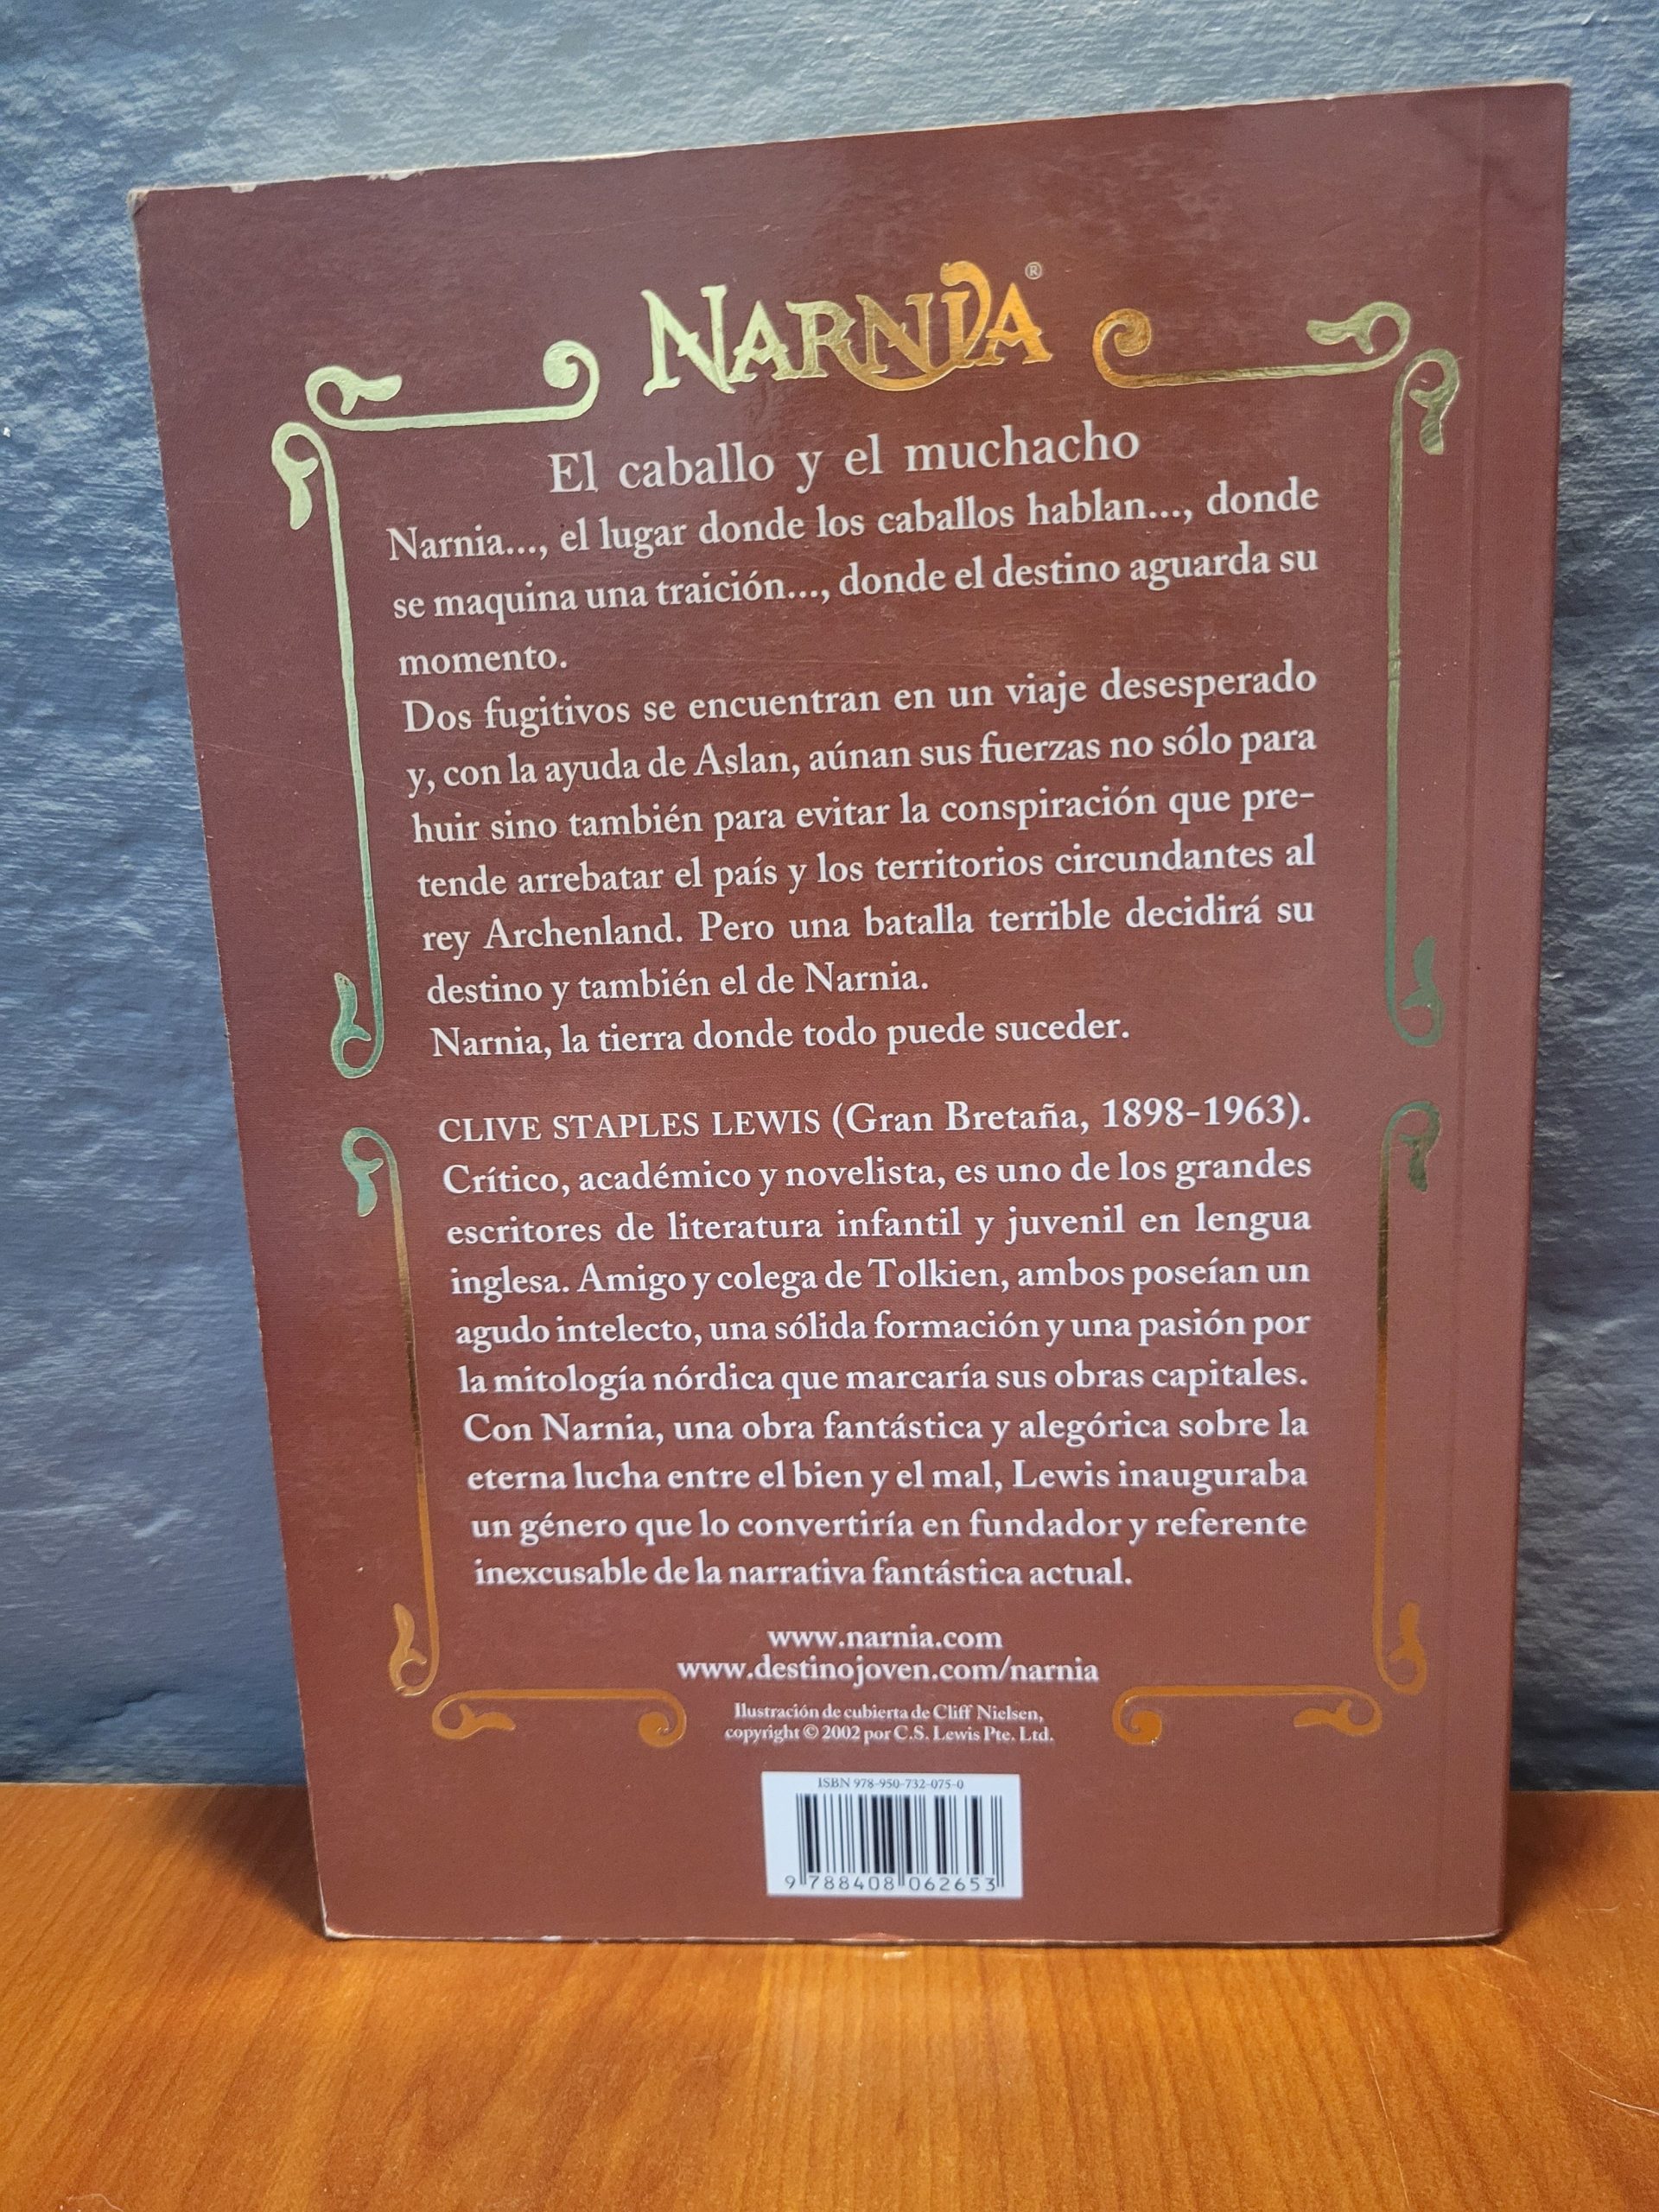 NARNIA®
El caballo y el muchacho
Narnia..., el lugar donde los caballos hablan..., donde
se maquina una traición..., donde el destino aguarda su
momento.
Dos fugitivos se encuentran en un viaje desesperado
y, con la ayuda de Aslan, aúnan sus fuerzas no sólo para
huir sino también para evitar la conspiración que pre-
tende arrebatar el país y los territorios circundantes al
rey Archenland. Pero una batalla terrible decidirá su
destino y también el de Narnia.
Narnia, la tierra donde todo puede suceder.
CLIVE STAPLES LEWIS (Gran Bretaña, 1898-1963).
Crítico, académico y novelista, es uno de los grandes
escritores de literatura infantil y juvenil en lengua
inglesa. Amigo y colega de Tolkien, ambos poseían un
agudo intelecto, una sólida formación y una pasión por
la mitología nórdica que marcaría sus obras capitales.
Con Narnia, una obra fantástica y alegórica sobre la
eterna lucha entre el bien y el mal, Lewis inauguraba
un género que lo convertiría en fundador y referente
inexcusable de la narrativa fantástica actual.
www.narnia.com
www.destinojoven.com/narnia
Ilustración de cubierta de Cliff Nielsen,
copyright © 2002 por C.S. Lewis Pte. Ltd.
ISBN 978-950-732-075-0
9 788408 062653